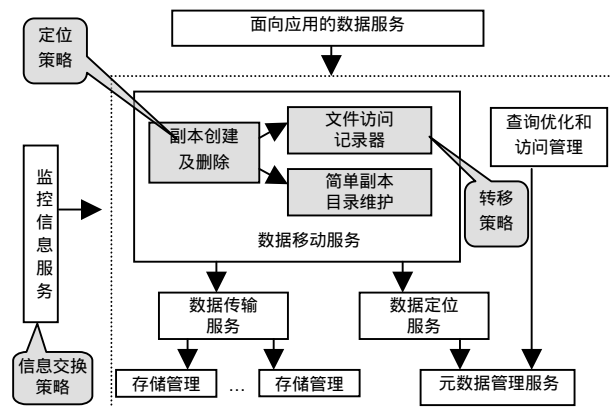 定位
策略
面向应用的数据服务
副本创建
及删除
文件访问
记录器
简单副本
目录维护
数据移动服务
查询优化和
访问管理
转移
策略
监
控
信
息
服
务
信息交换
策略
数据传输
服务
数据定位
服务
存储管理
…
存储管理
元数据管理服务